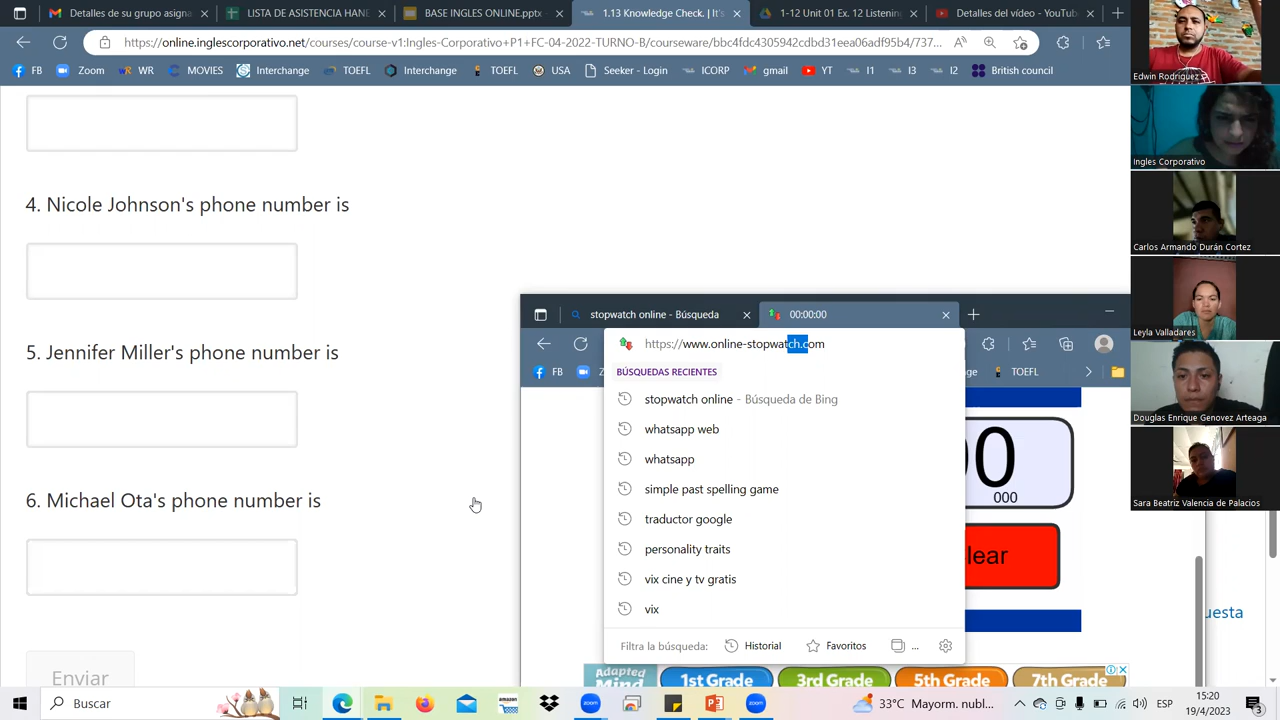 Detalles de su grupo asigna
LISTA DE ASISTENCIA HANE
BASE INGLES ONLINE.pptx
1.13 Knowledge Check. | It's
1-12 Unit 01 Ex. 12 Listen
Detalles del vídeo - YouTub
https://online.inglescorporativo.net/courses/course-v1:Ingles-Corporativo+P1+FC-04-2022-TURNO-B/courseware/
FB
Zoom
WR
MOVIES
Interchange
TOEFL
Interchange
TOEFL
USA
Seeker - Login
ICORP
gmail
YT
I1
I3
I2
British council
4. Nicole Johnson's phone number is
5. Jennifer Miller's phone number is
6. Michael Ota's phone number is
Enviar
stopwatch online - Búsqueda
00:00:00
https://www.online-stopwatch.com
FB
Z
ge
TOEFL
BÚSQUEDAS RECIENTES
stopwatch online - Búsqueda de Bing
whatsapp web
whatsapp
simple past spelling game
traductor google
personality traits
vix cine y tv gratis
vix
Filtra la búsqueda:
Historial
Favoritos
...
00
000
lear
uesta
Adapted
Mind
1st Grade
3rd Grade
5th Grade
7th Grade
Edwin Rodriguez
Ingles Corporativo
Carlos Armando Durán Cortez
Leyla Valladares
Douglas Enrique Genovez Arteaga
Sara Beatriz Valencia de Palacios
Buscar
amazon
33°C Mayorm. nubl...
ESP
15:20
19/4/2023
3